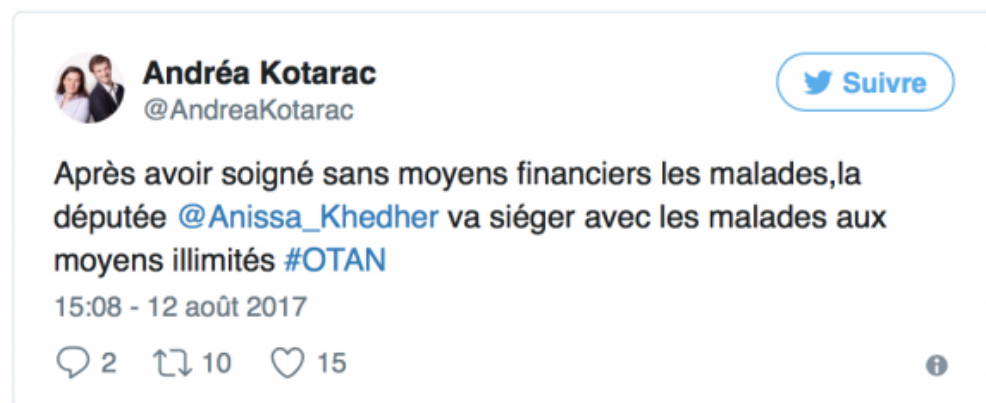 Andréa Kotarac
@AndreaKotarac
Suivre
Après avoir soigné sans moyens financiers les malades,la
députée @Anissa_Khedher va siéger avec les malades aux
moyens illimités #OTAN
15:08 - 12 août 2017
2 10 15